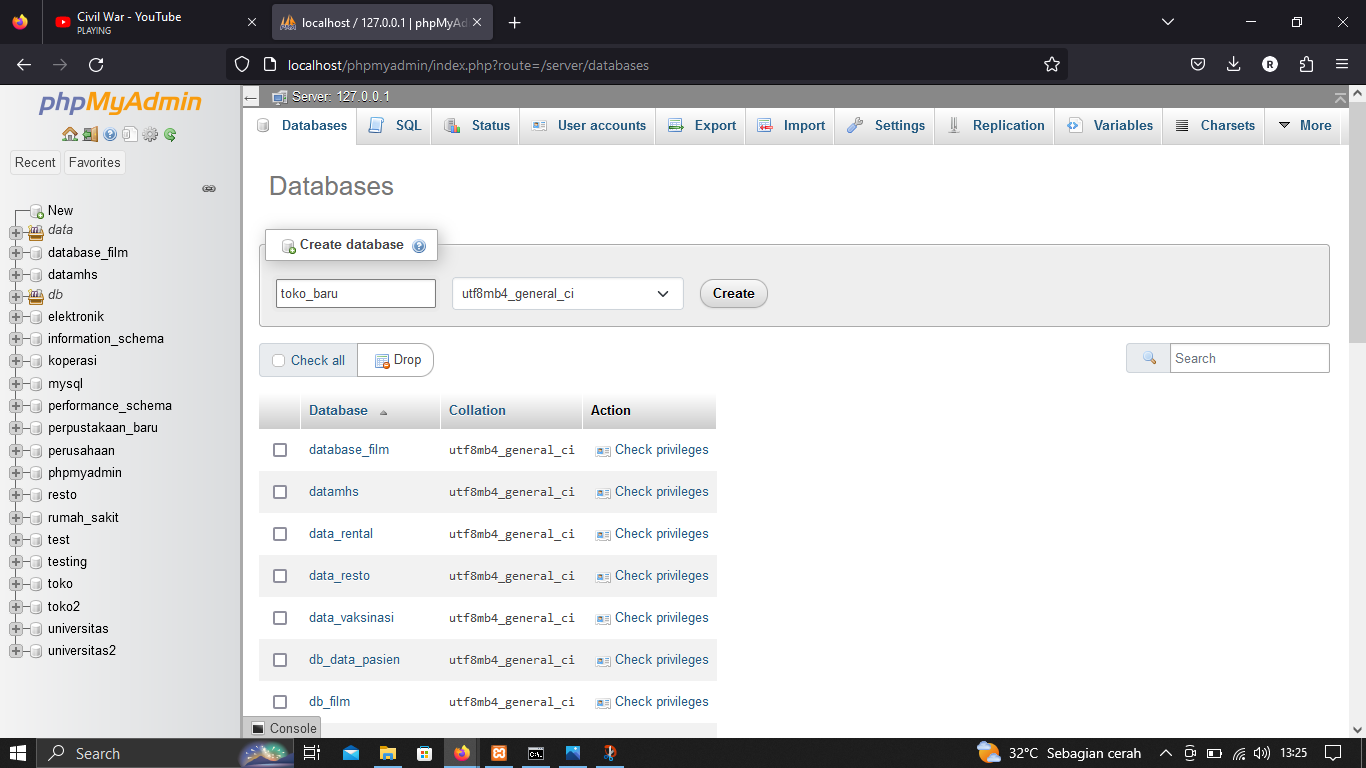 Civil War - YouTube
PLAYING
localhost / 127.0.0.1 | phpMyAd
localhost/phpmyadmin/index.php?route=/server/databases
R
phpMyAdmin
Recent
Favorites
New
data
database_film
datamhs
db
elektronik
information_schema
koperasi
mysql
performance_schema
perpustakaan_baru
perusahaan
phpmyadmin
resto
rumah_sakit
test
testing
toko
toko2
universitas
universitas2
Server: 127.0.0.1
Databases SQL Status User accounts Export Import Settings Replication Variables Charsets More
Databases
Create database
toko_baru utf8mb4_general_ci Create
Check all Drop Search
Database Collation Action
database_film utf8mb4_general_ci Check privileges
datamhs utf8mb4_general_ci Check privileges
data_rental utf8mb4_general_ci Check privileges
data_resto utf8mb4_general_ci Check privileges
data_vaksinasi utf8mb4_general_ci Check privileges
db_data_pasien utf8mb4_general_ci Check privileges
db_film utf8mb4_general_ci Check privileges
Console
Search 32°C Sebagian cerah 13:25